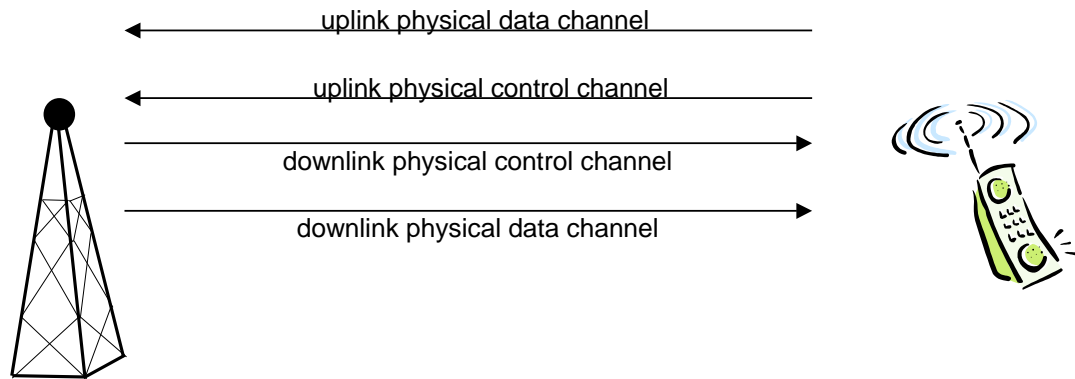 uplink physical data channel
uplink physical control channel
downlink physical control channel
downlink physical data channel